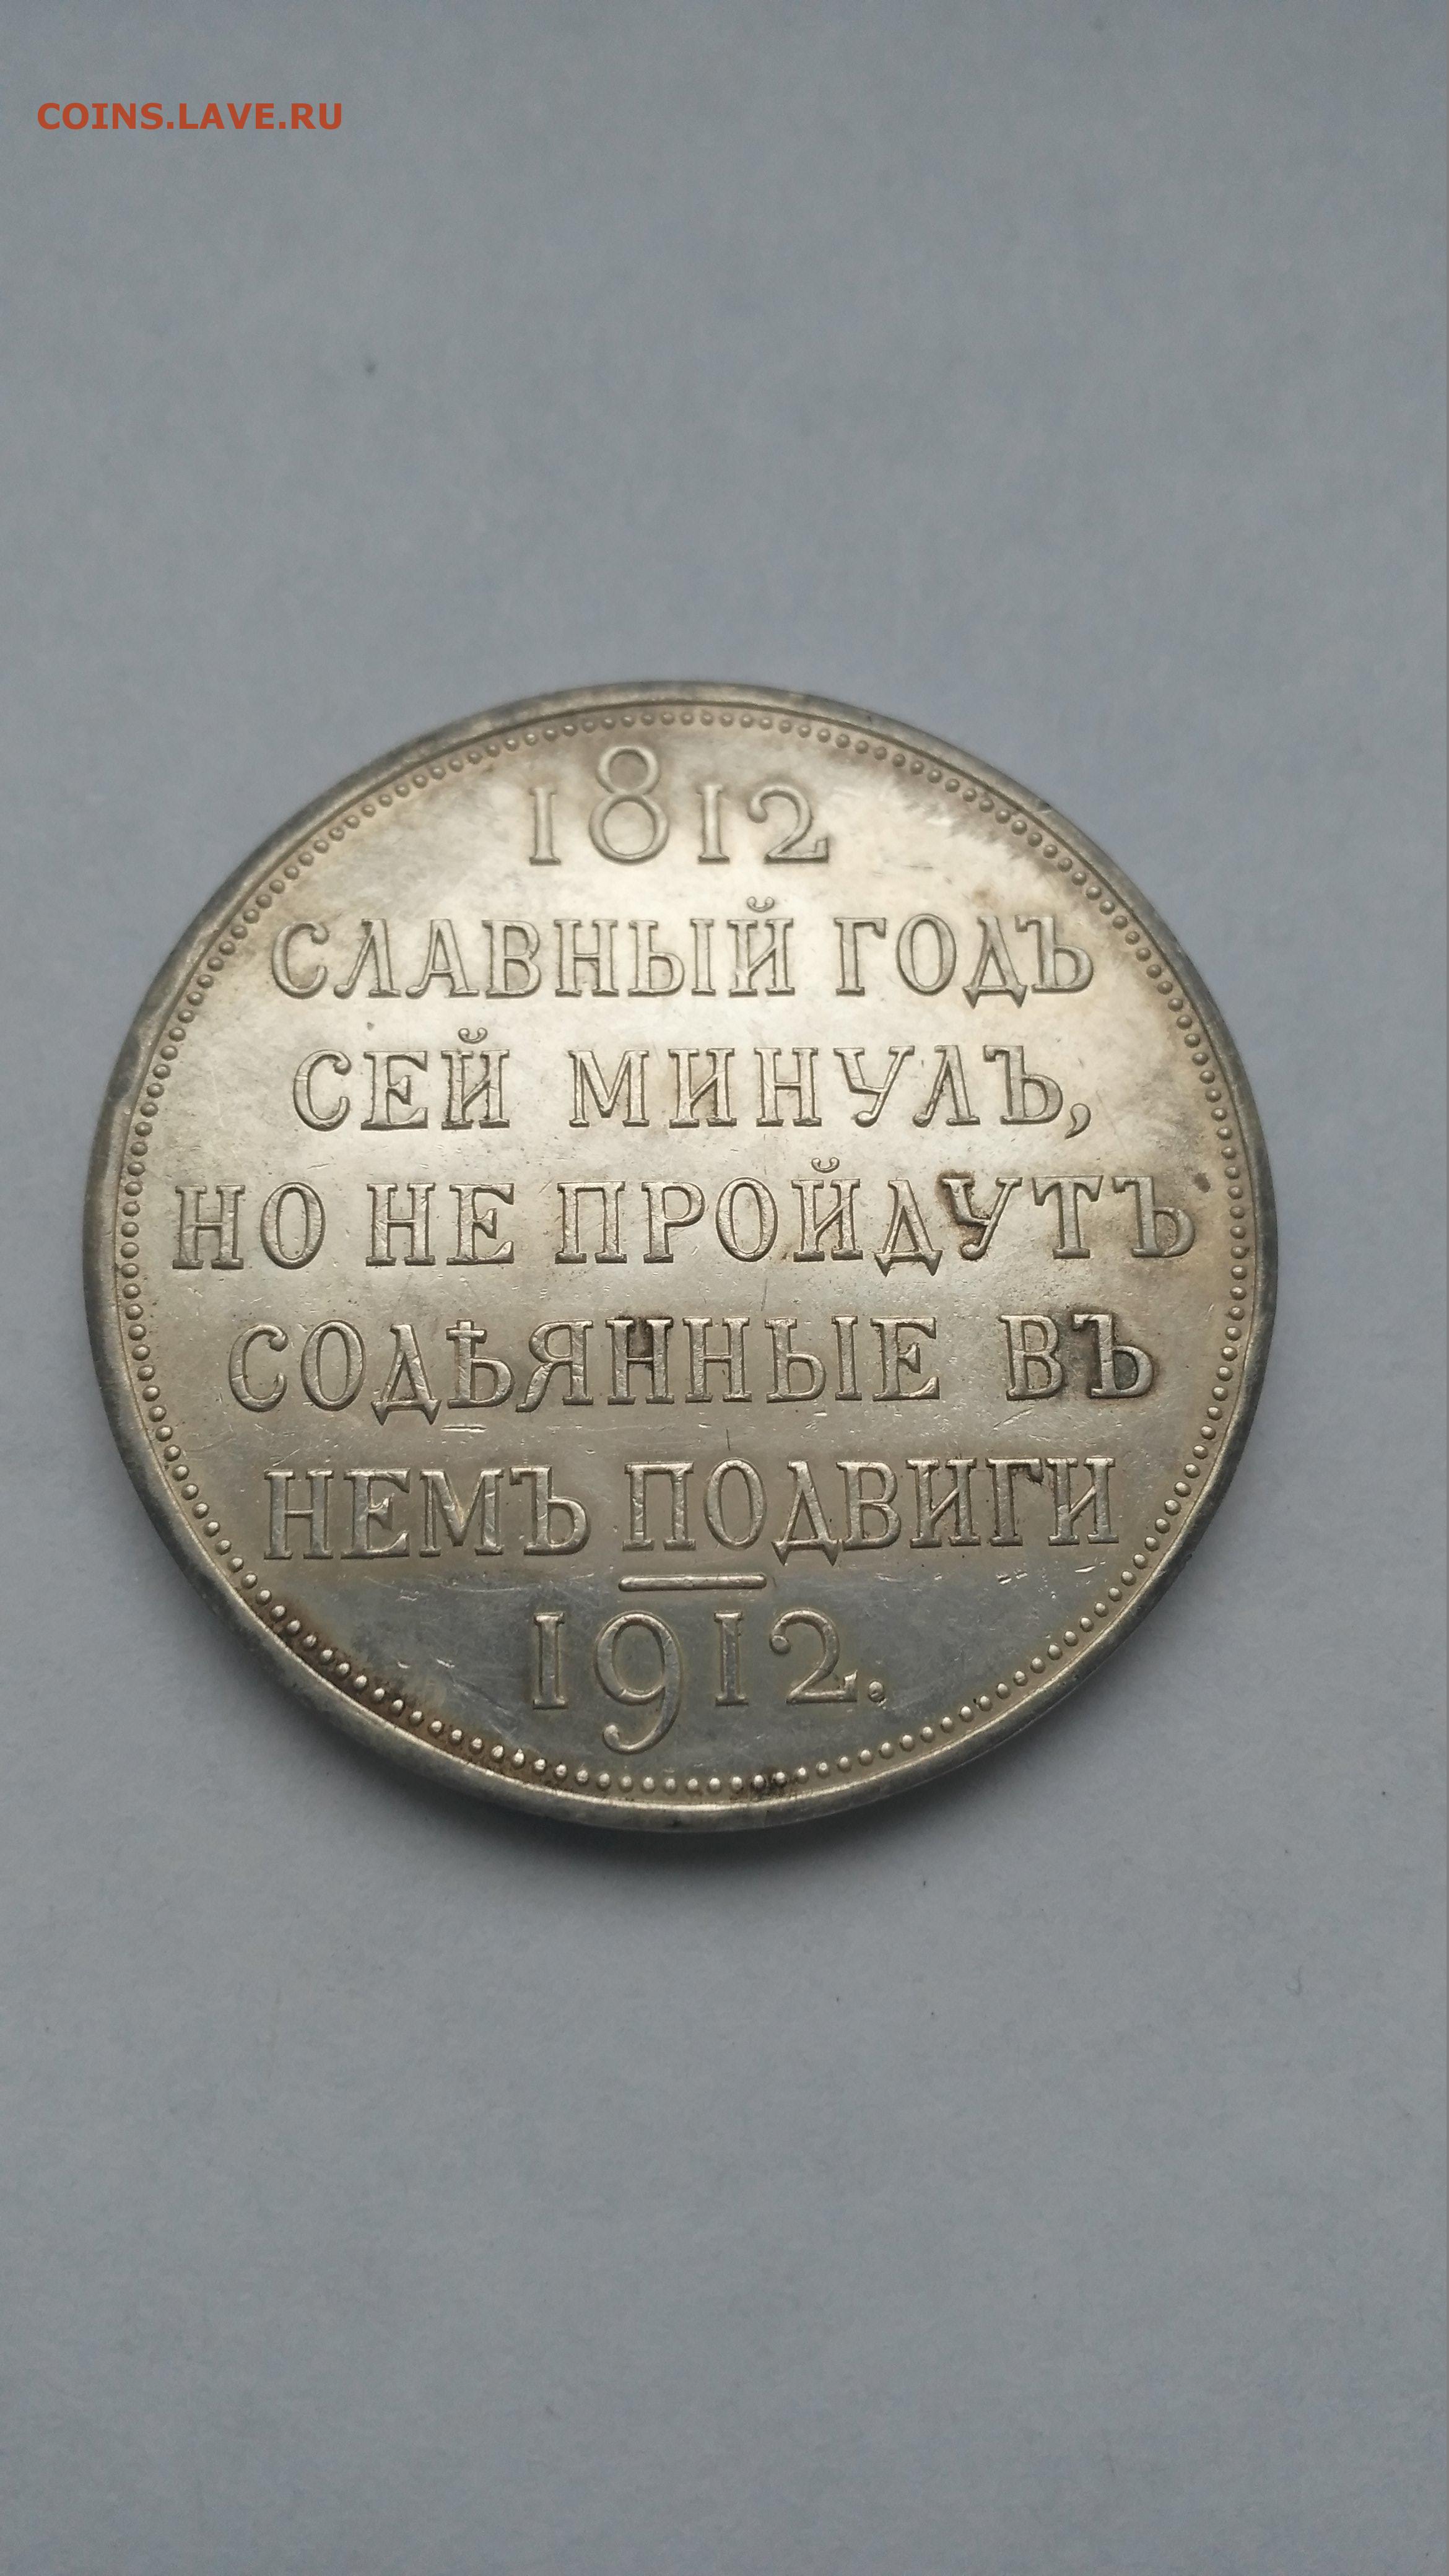 COINS.LAVE.RU
1812
СЛАВНЫЙ ГОДЪ
СЕЙ МИНУЛЪ,
НО НЕ ПРОЙДУТЪ
СОДѢЯННЫЕ ВЪ
НЕМЪ ПОДВИГИ
1912.